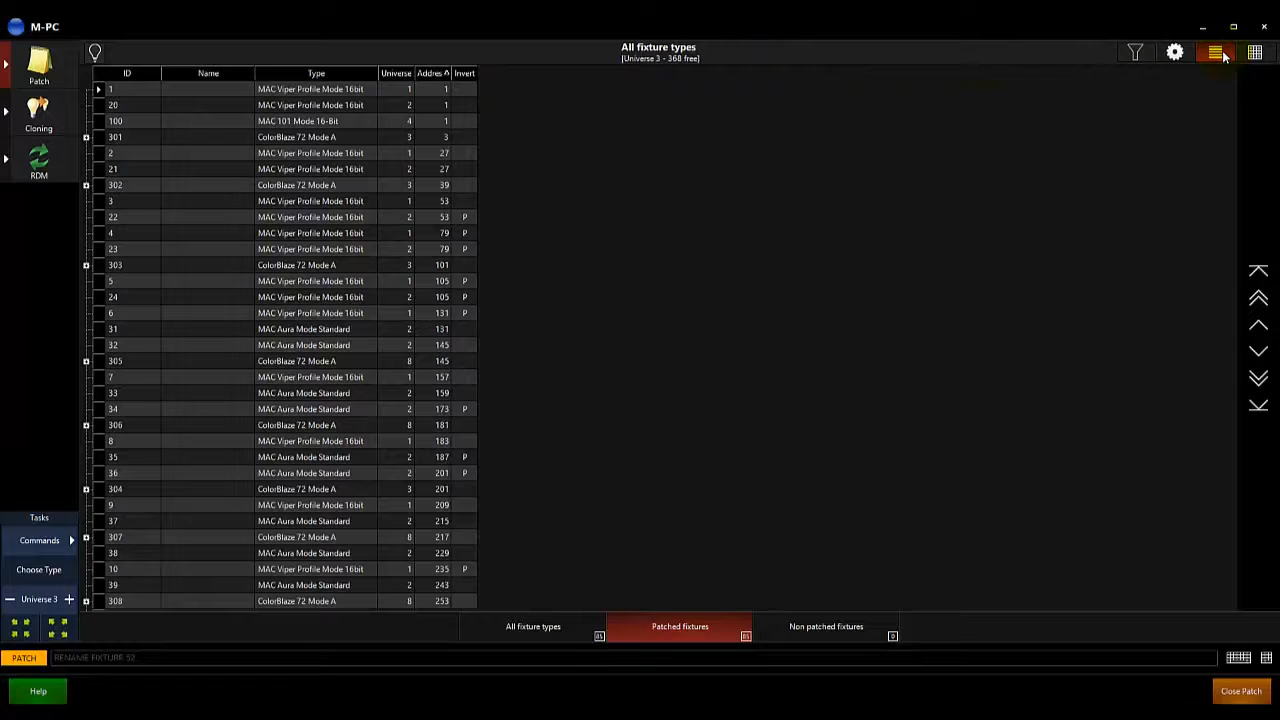 M-PC
All fixture types
[Universe 3 - 368 free]
Patch
Cloning
RDM
ID Name Type Universe Addres Invert
1 MAC Viper Profile Mode 16bit 1 1
20 MAC Viper Profile Mode 16bit 2 1
100 MAC 101 Mode 16-Bit 4 1
301 ColorBlaze 72 Mode A 3 3
2 MAC Viper Profile Mode 16bit 1 27
21 MAC Viper Profile Mode 16bit 2 27
302 ColorBlaze 72 Mode A 3 39
3 MAC Viper Profile Mode 16bit 1 53
22 MAC Viper Profile Mode 16bit 2 53 P
4 MAC Viper Profile Mode 16bit 1 79 P
23 MAC Viper Profile Mode 16bit 2 79 P
303 ColorBlaze 72 Mode A 3 101
5 MAC Viper Profile Mode 16bit 1 105 P
24 MAC Viper Profile Mode 16bit 2 105 P
6 MAC Viper Profile Mode 16bit 1 131 P
31 MAC Aura Mode Standard 2 131
32 MAC Aura Mode Standard 2 145
305 ColorBlaze 72 Mode A 8 145
7 MAC Viper Profile Mode 16bit 1 157
33 MAC Aura Mode Standard 2 159
34 MAC Aura Mode Standard 2 173 P
306 ColorBlaze 72 Mode A 8 181
8 MAC Viper Profile Mode 16bit 1 183
35 MAC Aura Mode Standard 2 187 P
36 MAC Aura Mode Standard 2 201 P
304 ColorBlaze 72 Mode A 3 201
9 MAC Viper Profile Mode 16bit 1 209
37 MAC Aura Mode Standard 2 215
307 ColorBlaze 72 Mode A 8 217
38 MAC Aura Mode Standard 2 229
10 MAC Viper Profile Mode 16bit 1 235 P
39 MAC Aura Mode Standard 2 243
308 ColorBlaze 72 Mode A 8 253
Tasks
Commands
Choose Type
Universe 3
All fixture types 85
Patched fixtures 85
Non patched fixtures 0
PATCH RENAME FIXTURE 52
Help
Close Patch